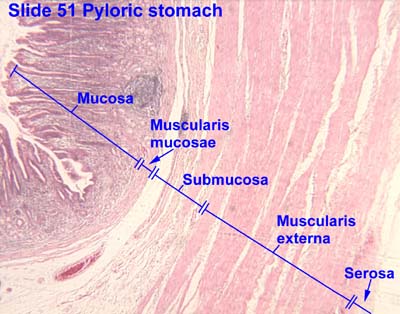 Slide 51 Pyloric stomach
Mucosa
Muscularis
mucosae
Submucosa
Muscularis
externa
Serosa